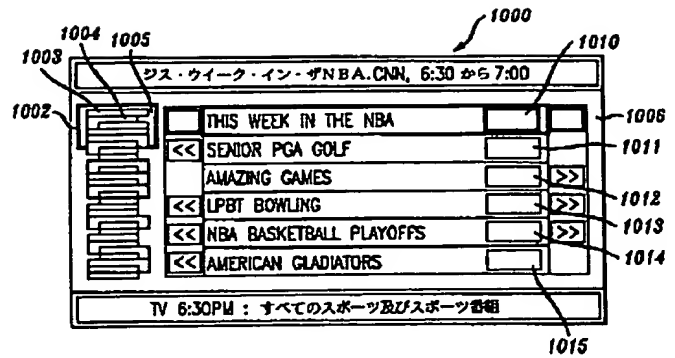 1000
1003 1004 1005 1010
ジス・ウイーク・イン・ザNBA.CNN, 6:30 から7:00
1002 1006
THIS WEEK IN THE NBA
<< SENIOR PGA GOLF 1011
AMAZING GAMES >> 1012
<< LPBT BOWLING >> 1013
<< NBA BASKETBALL PLAYOFFS >> 1014
<< AMERICAN GLADIATORS
TV 6:30PM : すべてのスポーツ及びスポーツ番組
1015